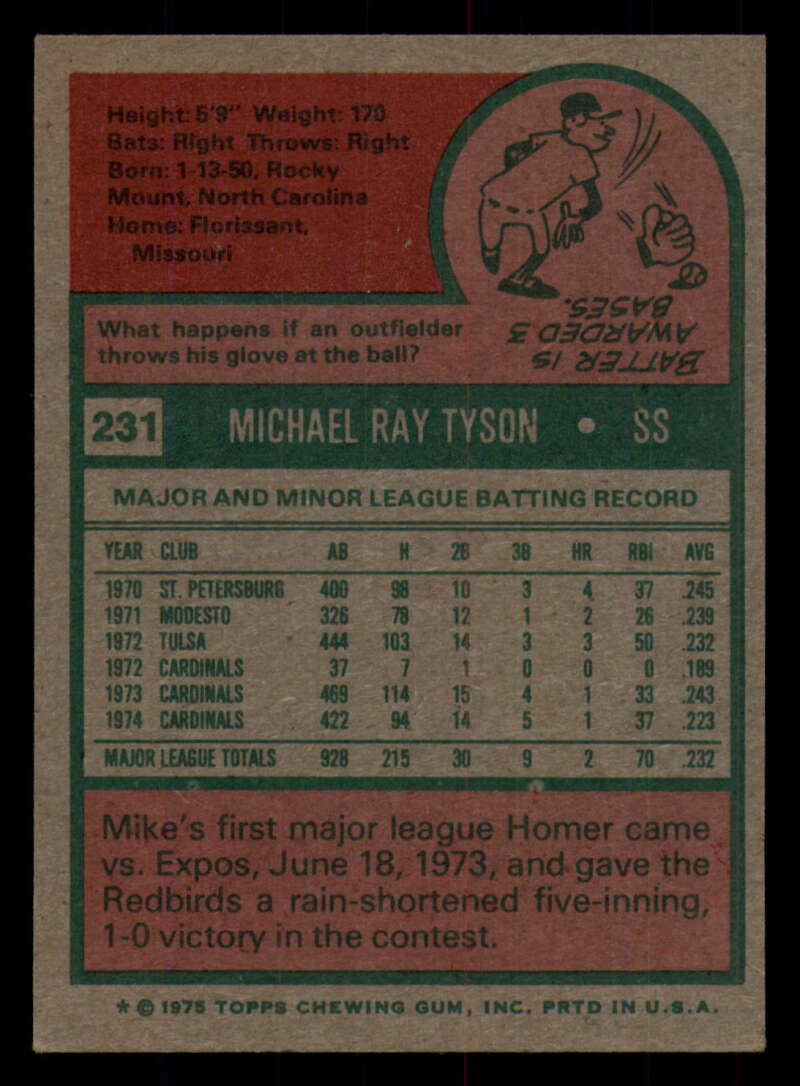 Height: 5'9" Weight: 170
Bats: Right Throws: Right
Born: 1-13-50, Rocky
Mount, North Carolina
Home: Florissant,
Missouri
What happens if an outfielder
throws his glove at the ball?
BATTER IS
AWARDED 3
BASES.
231 MICHAEL RAY TYSON • SS
MAJOR AND MINOR LEAGUE BATTING RECORD
YEAR CLUB AB H 2B 3B HR RBI AVG
1970 ST. PETERSBURG 400 98 10 3 4 37 .245
1971 MODESTO 326 78 12 1 2 26 .239
1972 TULSA 444 103 14 3 3 50 .232
1972 CARDINALS 37 7 1 0 0 0 .189
1973 CARDINALS 469 114 15 4 1 33 .243
1974 CARDINALS 422 94 14 5 1 37 .223
MAJOR LEAGUE TOTALS 928 215 30 9 2 70 .232
Mike's first major league Homer came
vs. Expos, June 18, 1973, and gave the
Redbirds a rain-shortened five-inning,
1-0 victory in the contest.
* © 1975 TOPPS CHEWING GUM, INC. PRTD IN U.S.A.